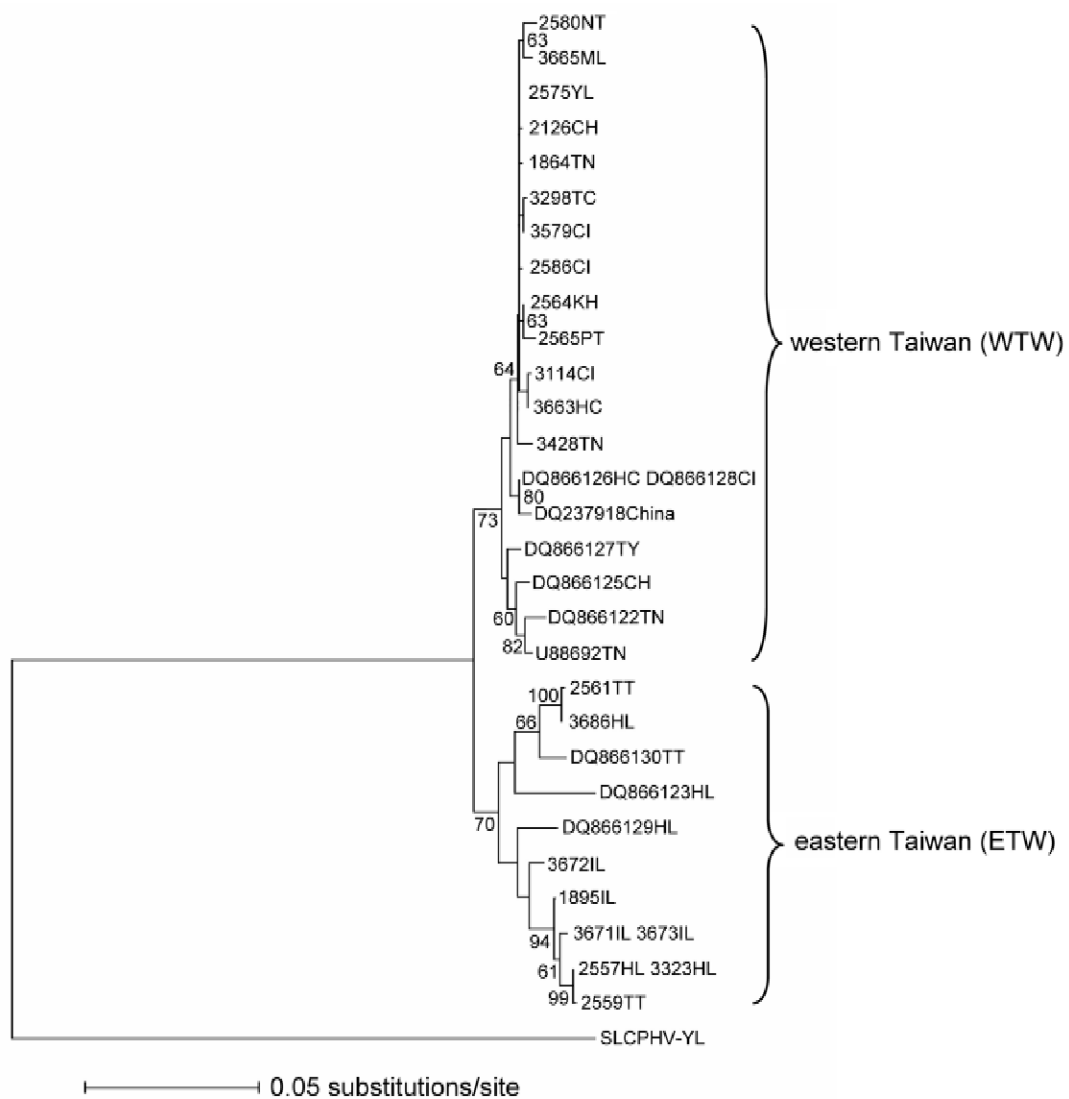 2580NT
63
3665ML
2575YL
2126CH
1864TN
3298TC
3579CI
2586CI
2564KH
63
2565PT
western Taiwan (WTW)
64
3114CI
3663HC
3428TN
DQ866126HC DQ866128CI
80
DQ237918China
73
DQ866127TY
DQ866125CH
60
DQ866122TN
82
U88692TN
2561TT
100
3686HL
66
DQ866130TT
DQ866123HL
70
DQ866129HL
eastern Taiwan (ETW)
3672IL
1895IL
94
3671IL 3673IL
61
2557HL 3323HL
99
2559TT
SLCPHV-YL
0.05 substitutions/site